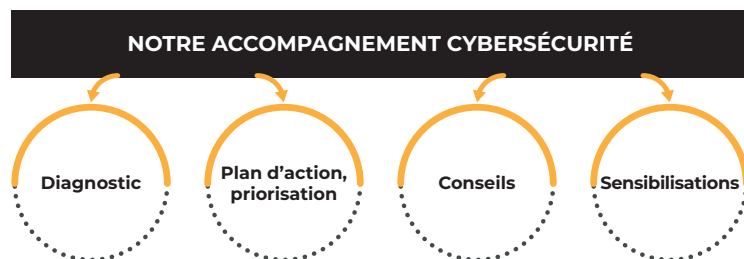 NOTRE ACCOMPAGNEMENT CYBERSÉCURITÉ
Diagnostic
Plan d’action,
priorisation
Conseils
Sensibilisations